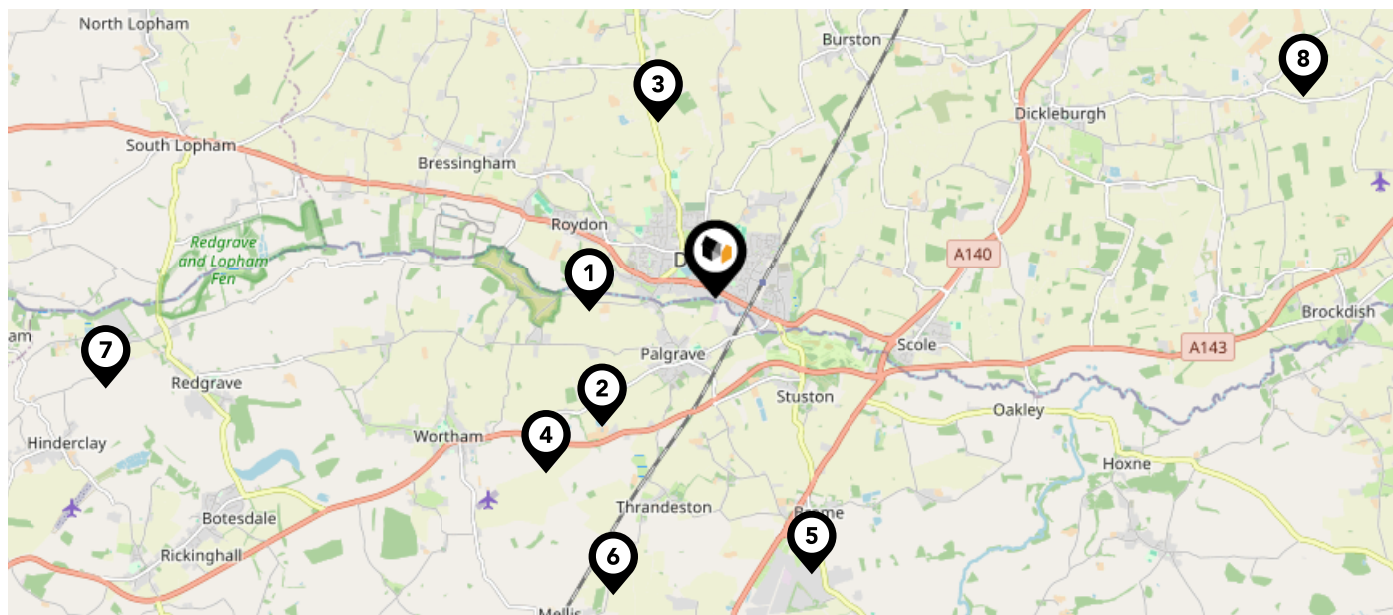 North Lopham
Burston
8
3
Dickleburgh
South Lopham
Bressingham
Roydon
Redgrave
and Lopham
Fen
D
A140
1
Brockdish
am
7
Palgrave
Scole
A143
Redgrave
2
Stuston
Oakley
Wortham
4
Hinderclay
Hoxne
Botesdale
Thrandeston
5
Rickinghall
6
Mellis